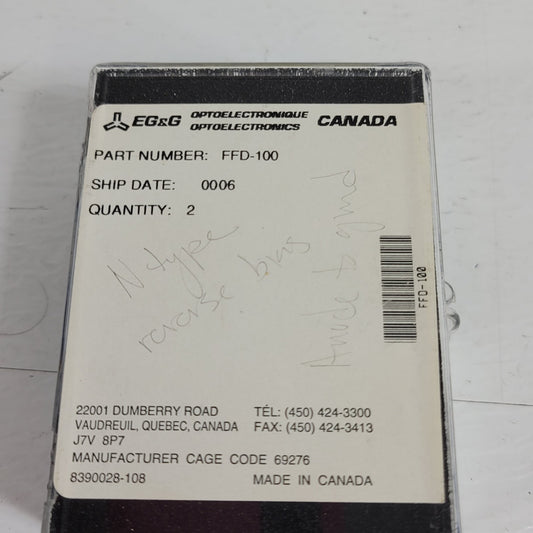 EG&G OPTOELECTRONIQUE OPTOELECTRONICS CANADA
PART NUMBER: FFD-100
SHIP DATE: 0006
QUANTITY: 2
N-type
reverse bias
Anode to gnd
FFD-100
22001 DUMBERRY ROAD TÉL: (450) 424-3300
VAUDREUIL, QUEBEC, CANADA FAX: (450) 424-3413
J7V 8P7
MANUFACTURER CAGE CODE 69276
8390028-108 MADE IN CANADA